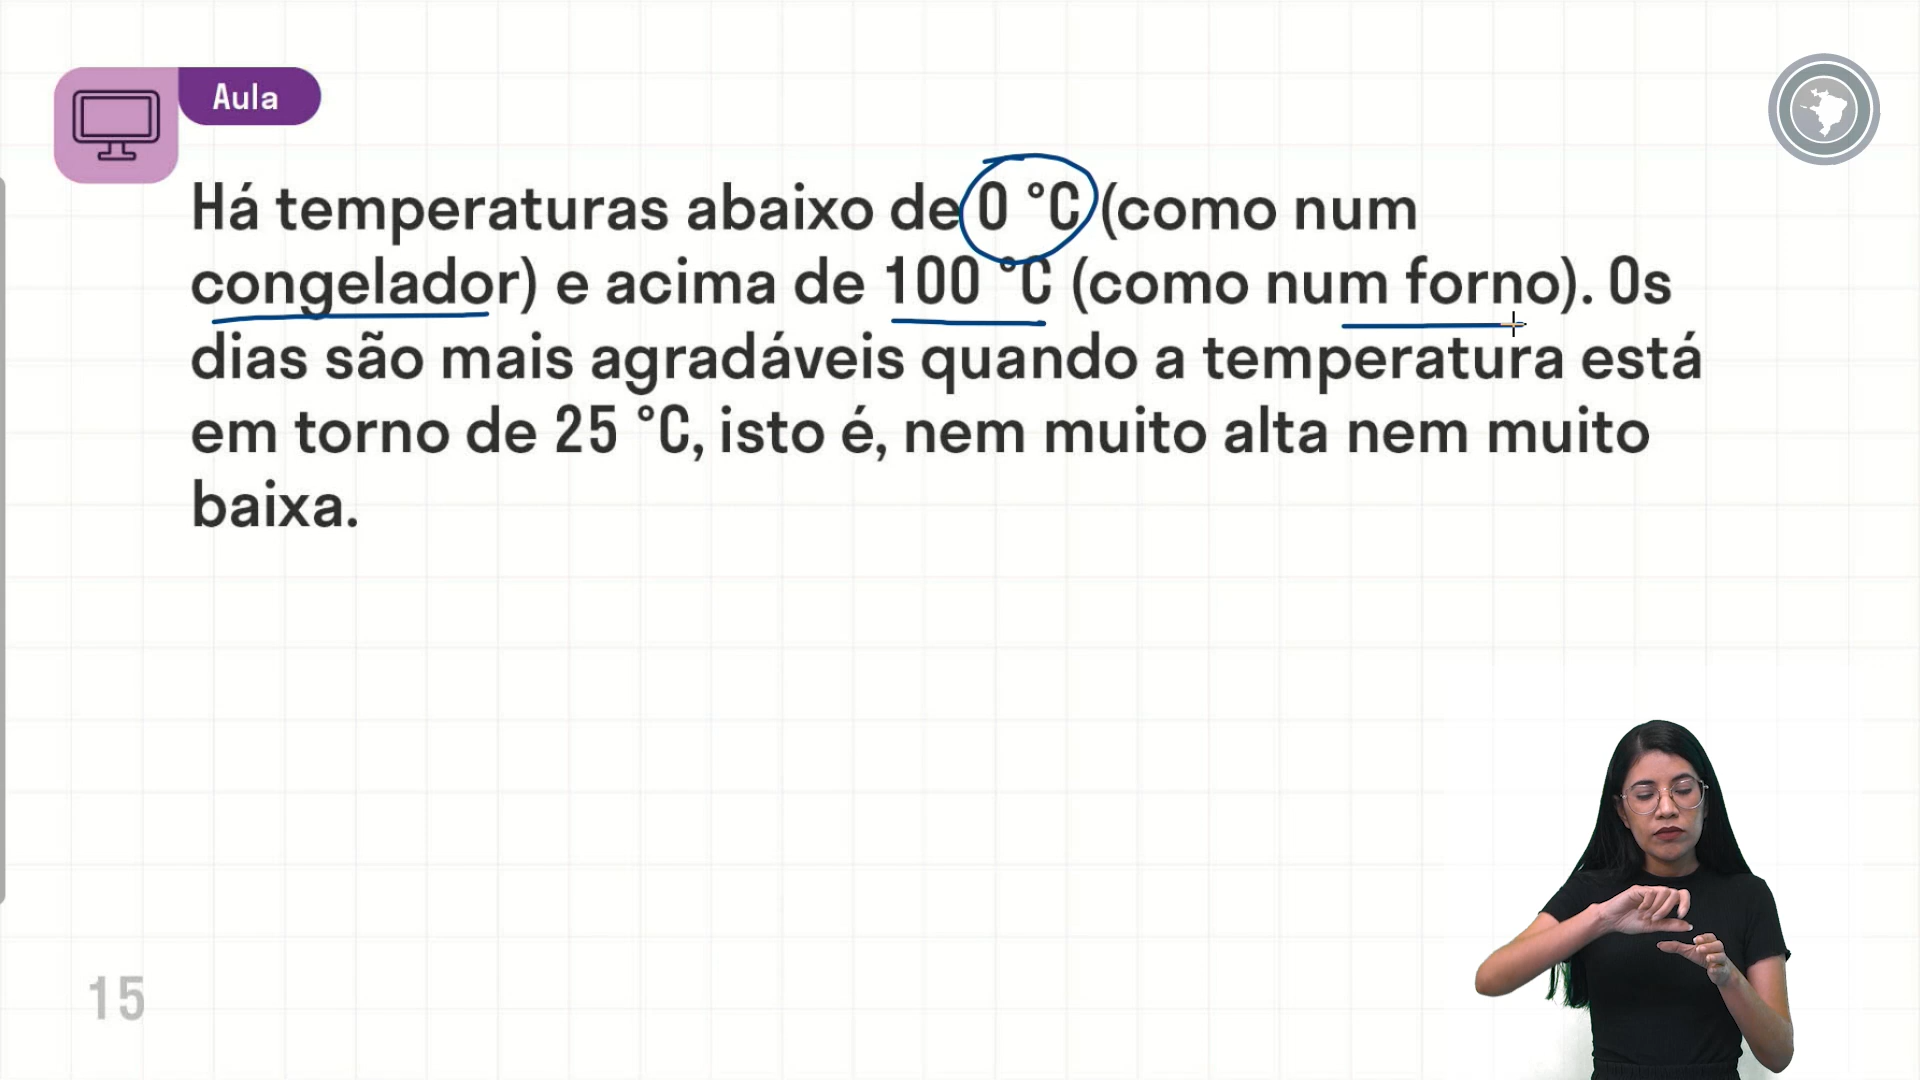 Aula
Há temperaturas abaixo de 0 °C (como num
congelador) e acima de 100 °C (como num forno). Os
dias são mais agradáveis quando a temperatura está
em torno de 25 °C, isto é, nem muito alta nem muito
baixa.
15